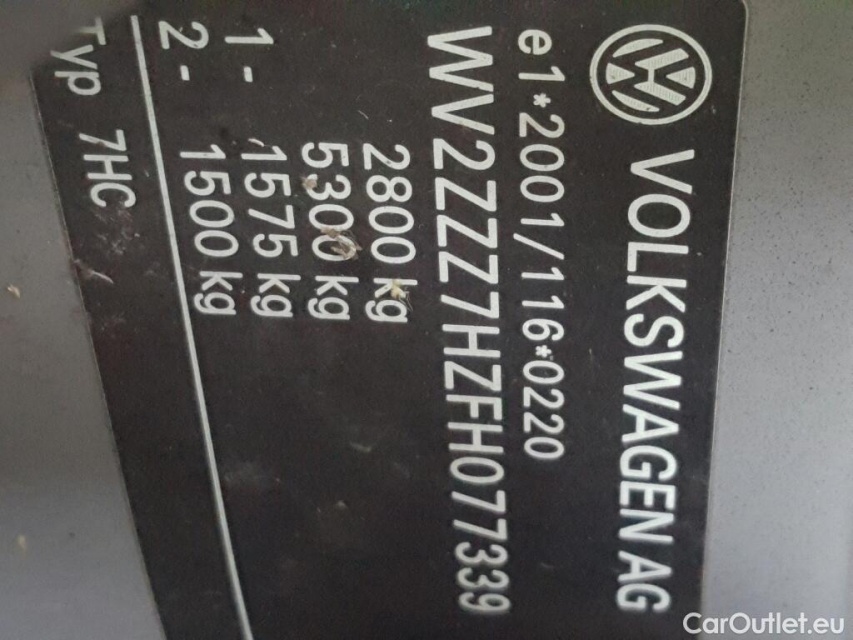 VOLKSWAGEN AG
e1*2001/116*0220
WV2ZZZ7HZFH077339
2800 kg
5300 kg
1- 1575 kg
2- 1500 kg
Typ 7HC
CarOutlet.eu